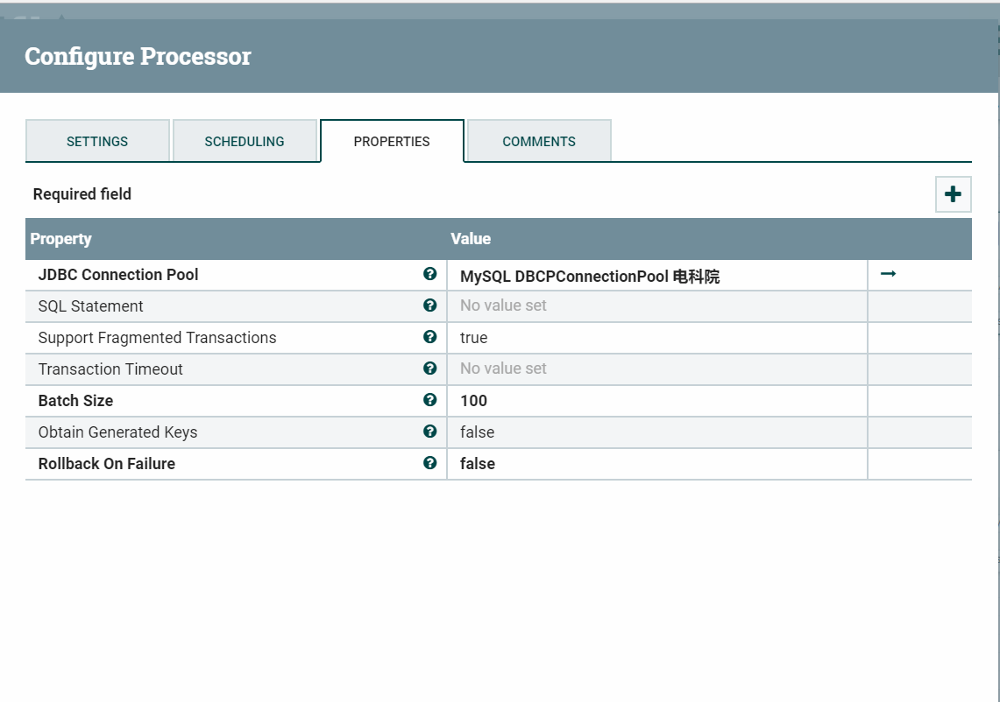 Configure Processor
SETTINGS SCHEDULING PROPERTIES COMMENTS
Required field
Property Value
JDBC Connection Pool MySQL DBCPConnectionPool 电科院
SQL Statement No value set
Support Fragmented Transactions true
Transaction Timeout No value set
Batch Size 100
Obtain Generated Keys false
Rollback On Failure false